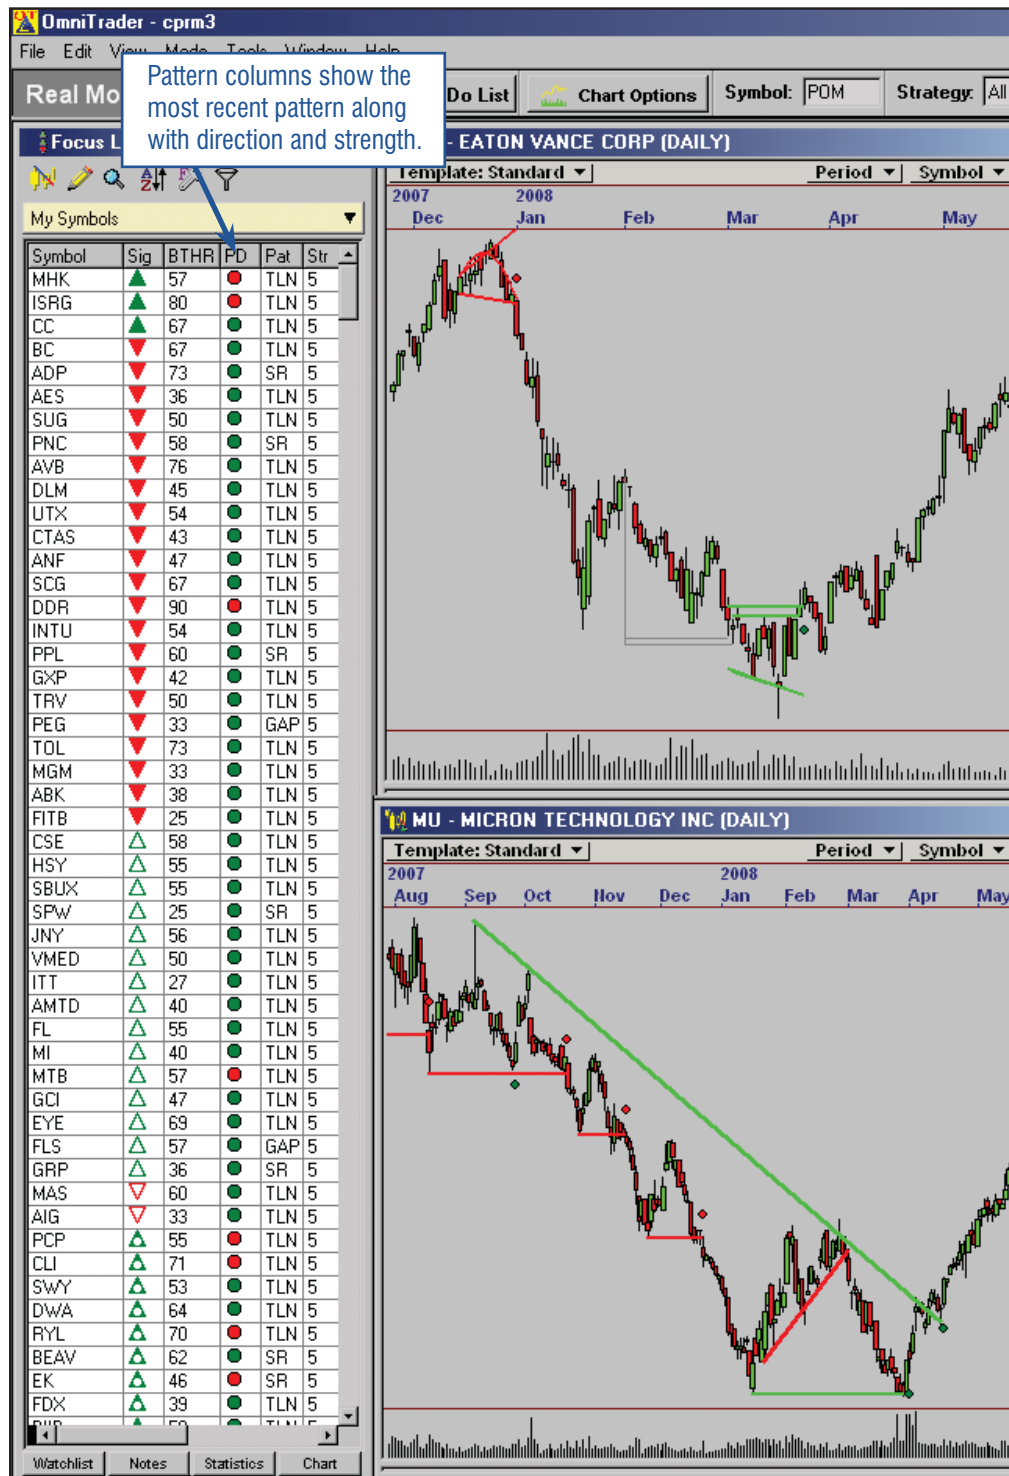 OmniTrader - cprm3
File Edit View Mode Tools Window Help
Pattern columns show the
most recent pattern along
with direction and strength.
Real Mo
Do List
Chart Options
Symbol: POM
Strategy: All
Focus L
- EATON VANCE CORP (DAILY)
Template: Standard
Period
Symbol
2007 2008
Dec Jan Feb Mar Apr May
My Symbols
Symbol Sig BTHR PD Pat Str
MHK 57 TLN 5
ISRG 80 TLN 5
CC 67 TLN 5
BC 67 TLN 5
ADP 73 SR 5
AES 36 TLN 5
SUG 50 TLN 5
PNC 58 SR 5
AVB 76 TLN 5
DLM 45 TLN 5
UTX 54 TLN 5
CTAS 43 TLN 5
ANF 47 TLN 5
SCG 67 TLN 5
DDR 90 TLN 5
INTU 54 TLN 5
PPL 60 SR 5
GXP 42 TLN 5
TRV 50 TLN 5
PEG 33 GAP 5
TOL 73 TLN 5
MGM 33 TLN 5
ABK 38 TLN 5
FITB 25 TLN 5
CSE 58 TLN 5
HSY 55 TLN 5
SBUX 55 TLN 5
SPW 25 SR 5
JNY 56 TLN 5
VMED 50 TLN 5
ITT 27 TLN 5
AMTD 40 TLN 5
FL 55 TLN 5
MI 40 TLN 5
MTB 57 TLN 5
GCI 47 TLN 5
EYE 69 TLN 5
FLS 57 GAP 5
GRP 36 SR 5
MAS 60 TLN 5
AIG 33 TLN 5
PCP 55 TLN 5
CLI 71 TLN 5
SWY 53 TLN 5
DWA 64 TLN 5
RYL 70 TLN 5
BEAV 62 SR 5
EK 46 SR 5
FDX 39 TLN 5
Watchlist Notes Statistics Chart
MU - MICRON TECHNOLOGY INC (DAILY)
Template: Standard
Period
Symbol
2007 2008
Aug Sep Oct Nov Dec Jan Feb Mar Apr May